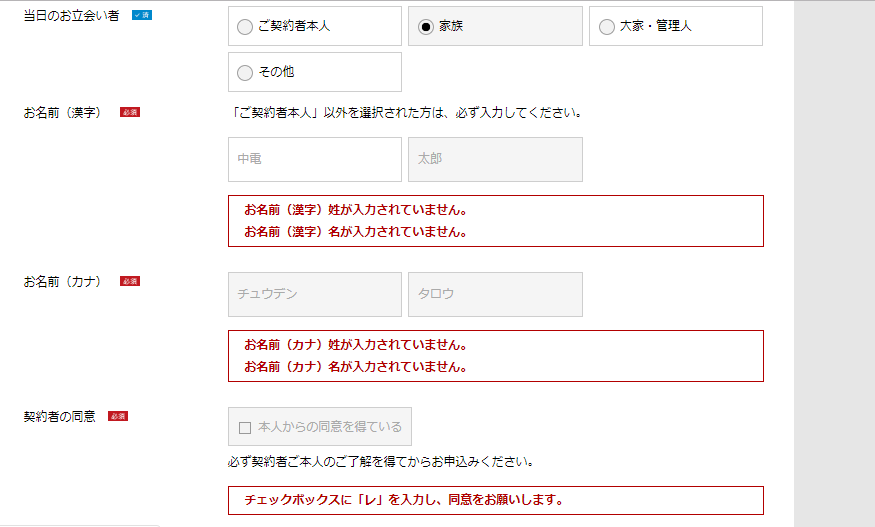 当日のお立会い者 ✓済 ご契約者本人 家族 大家・管理人
その他
お名前（漢字） 必須 「ご契約者本人」以外を選択された方は、必ず入力してください。
中電 太郎
お名前（漢字）姓が入力されていません。
お名前（漢字）名が入力されていません。
お名前（カナ） 必須 チュウデン タロウ
お名前（カナ）姓が入力されていません。
お名前（カナ）名が入力されていません。
契約者の同意 必須 本人からの同意を得ている
必ず契約者ご本人のご了解を得てからお申込みください。
チェックボックスに「レ」を入力し、同意をお願いします。